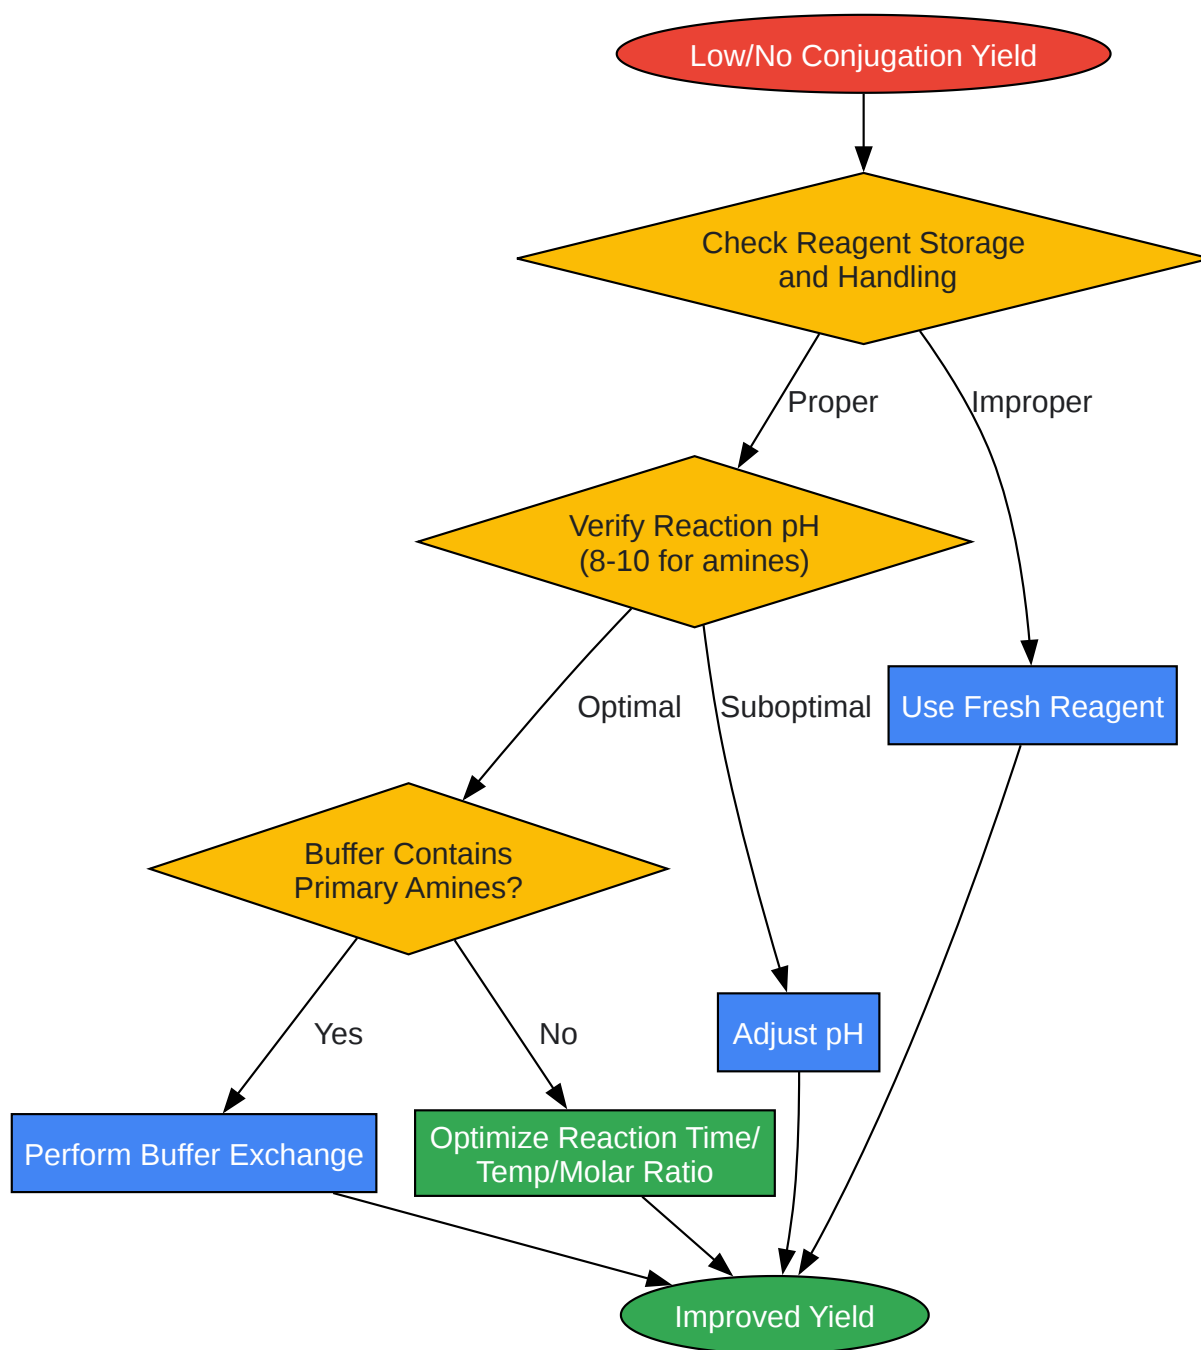 Low/No Conjugation Yield
Check Reagent Storage
and Handling
Proper
Improper
Verify Reaction pH
(8-10 for amines)
Optimal
Suboptimal
Use Fresh Reagent
Buffer Contains
Primary Amines?
Yes
No
Adjust pH
Perform Buffer Exchange
Optimize Reaction Time/
Temp/Molar Ratio
Improved Yield